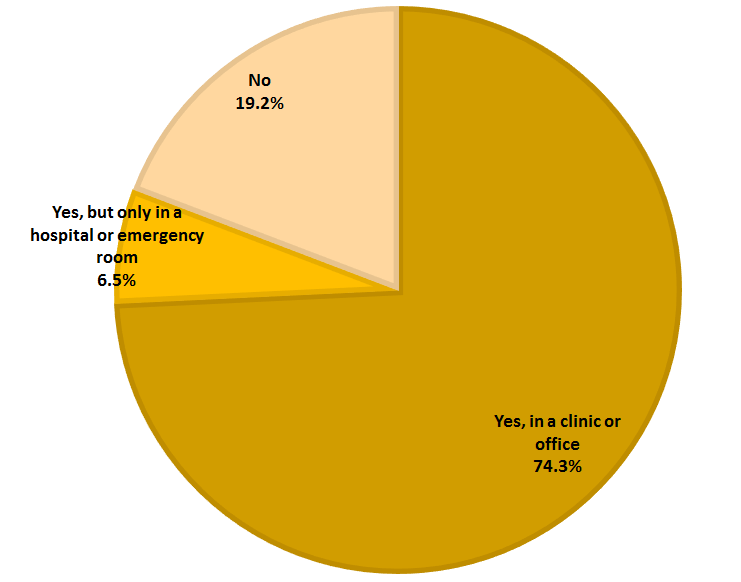 No
19.2%
Yes, but only in a
hospital or emergency
room
6.5%
Yes, in a clinic or
office
74.3%